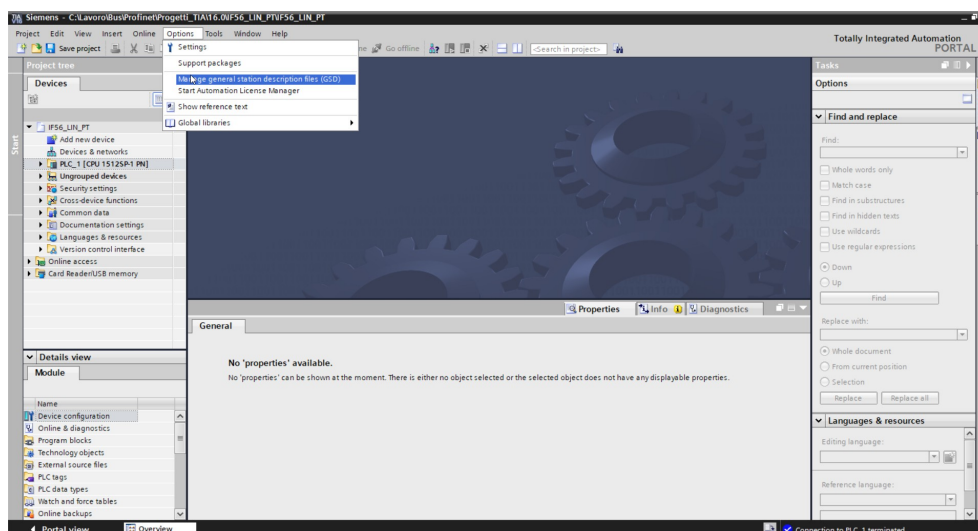 Siemens - C:\Lavoro\Bus\Profinet\Progetti_TIA\16.0\IF56_LIN_PT\IF56_LIN_PT
Project Edit View Insert Online Options Tools Window Help
Totally Integrated Automation
PORTAL
Save project
Go offline
<Search in project>
Settings
Support packages
Manage general station description files (GSD)
Start Automation License Manager
Show reference text
Global libraries
Project tree
Devices
Start
IF56_LIN_PT
Add new device
Devices & networks
PLC_1 [CPU 1512SP-1 PN]
Ungrouped devices
Security settings
Cross-device functions
Common data
Documentation settings
Languages & resources
Version control interface
Online access
Card Reader/USB memory
Details view
Module
Name
Device configuration
Online & diagnostics
Program blocks
Technology objects
External source files
PLC tags
PLC data types
Watch and force tables
Online backups
Properties
Info
Diagnostics
General
No 'properties' available.
No 'properties' can be shown at the moment. There is either no object selected or the selected object does not have any displayable properties.
Tasks
Options
Find and replace
Find:
Whole words only
Match case
Find in substructures
Find in hidden texts
Use wildcards
Use regular expressions
Down
Up
Find
Replace with:
Whole document
From current position
Selection
Replace
Replace all
Languages & resources
Editing language:
Reference language:
Portal view
Overview
Connection to PLC_1 terminated